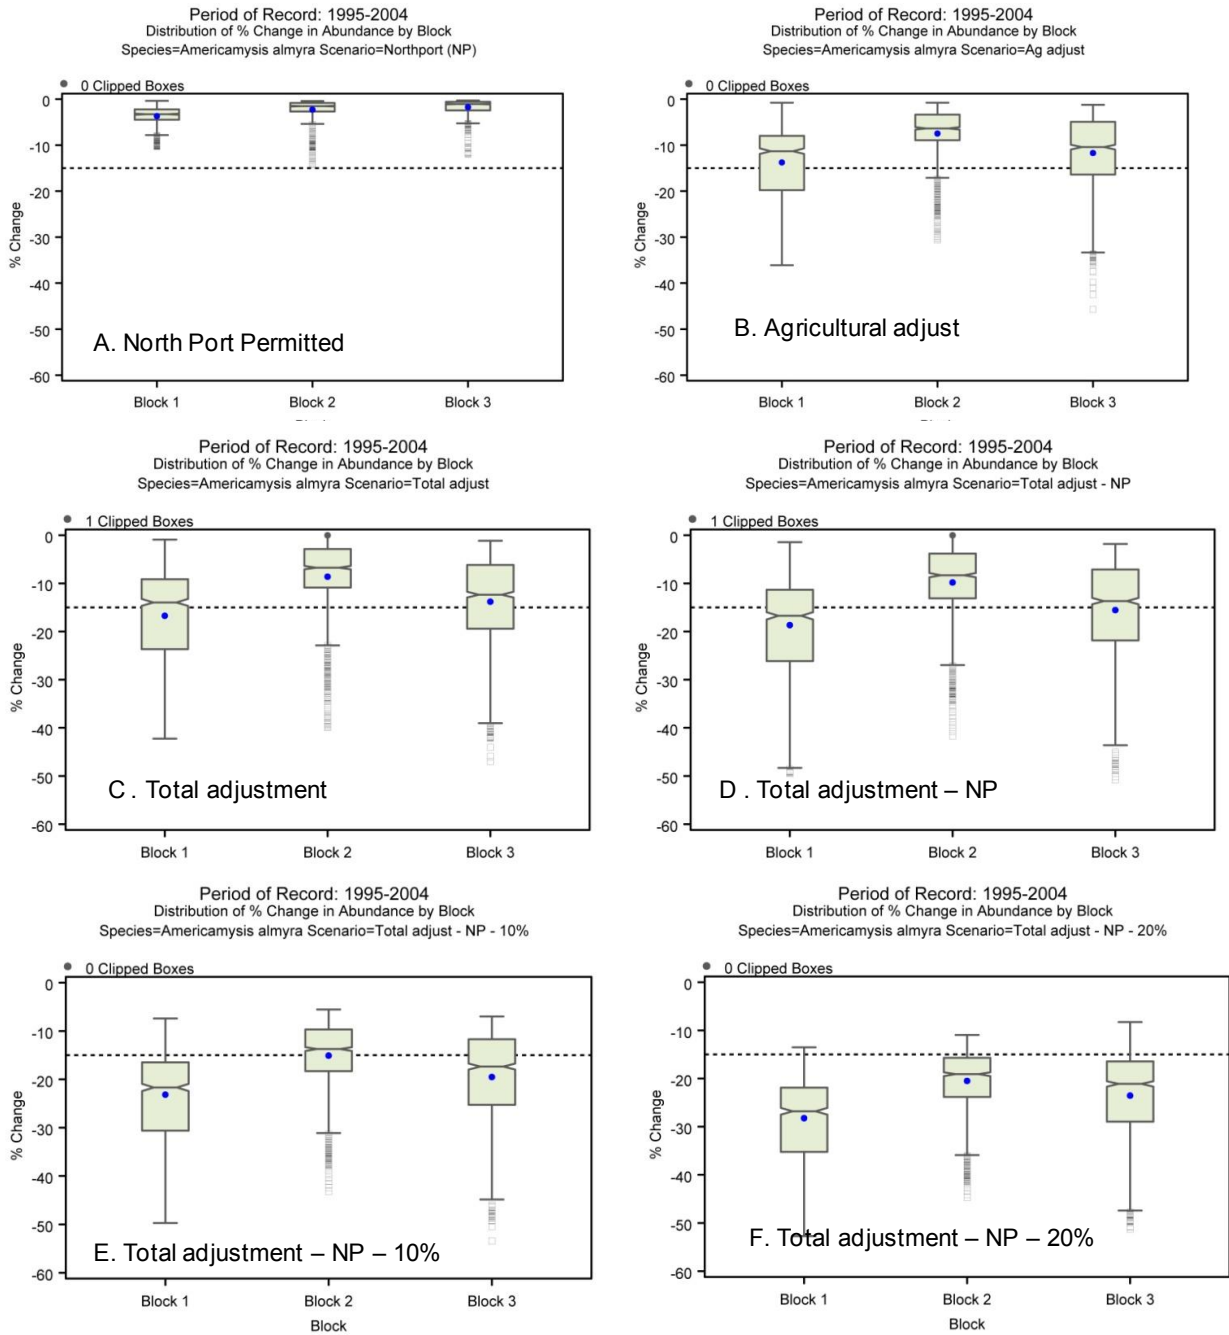 Period of Record: 1995-2004
Distribution of % Change in Abundance by Block
Species=Americamysis almyra Scenario=Northport (NP)
0 Clipped Boxes
0
-10
-20
-30
-40
-50
-60
% Change
A. North Port Permitted
Block 1 Block 2 Block 3
Period of Record: 1995-2004
Distribution of % Change in Abundance by Block
Species=Americamysis almyra Scenario=Ag adjust
0 Clipped Boxes
0
-10
-20
-30
-40
-50
-60
% Change
B. Agricultural adjust
Block 1 Block 2 Block 3
Period of Record: 1995-2004
Distribution of % Change in Abundance by Block
Species=Americamysis almyra Scenario=Total adjust
1 Clipped Boxes
0
-10
-20
-30
-40
-50
-60
% Change
C . Total adjustment
Block 1 Block 2 Block 3
Period of Record: 1995-2004
Distribution of % Change in Abundance by Block
Species=Americamysis almyra Scenario=Total adjust - NP
1 Clipped Boxes
0
-10
-20
-30
-40
-50
-60
% Change
D . Total adjustment – NP
Block 1 Block 2 Block 3
Period of Record: 1995-2004
Distribution of % Change in Abundance by Block
Species=Americamysis almyra Scenario=Total adjust - NP - 10%
0 Clipped Boxes
0
-10
-20
-30
-40
-50
-60
% Change
E. Total adjustment – NP – 10%
Block 1 Block 2 Block 3
Block
Period of Record: 1995-2004
Distribution of % Change in Abundance by Block
Species=Americamysis almyra Scenario=Total adjust - NP - 20%
0 Clipped Boxes
0
-10
-20
-30
-40
-50
-60
% Change
F. Total adjustment – NP – 20%
Block 1 Block 2 Block 3
Block